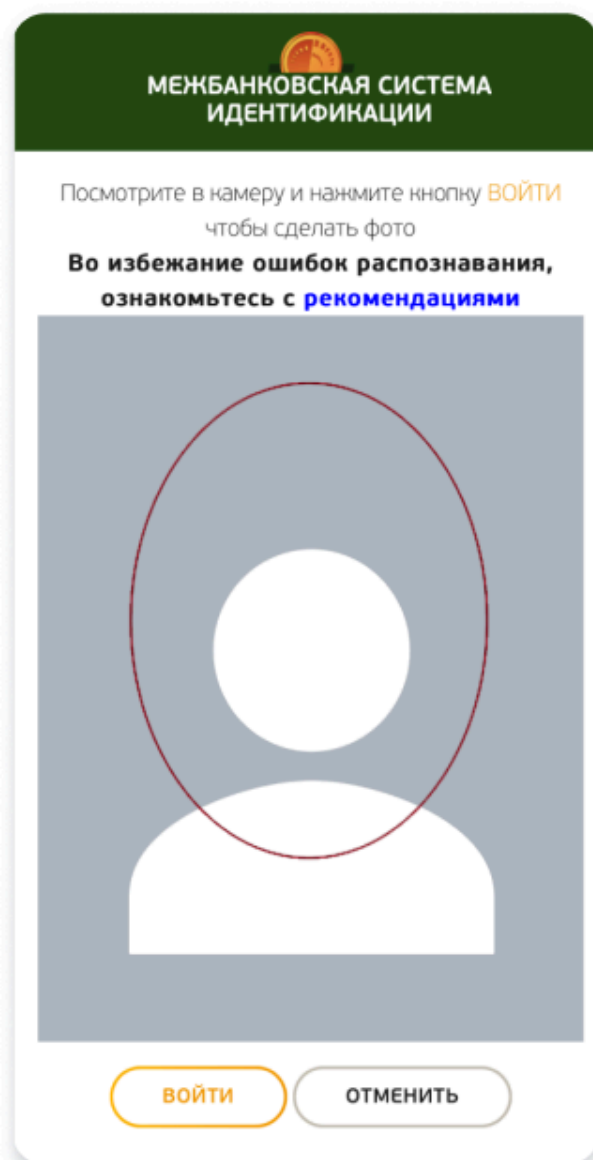 МЕЖБАНКОВСКАЯ СИСТЕМА
ИДЕНТИФИКАЦИИ
Посмотрите в камеру и нажмите кнопку ВОЙТИ
чтобы сделать фото
Во избежание ошибок распознавания,
ознакомьтесь с рекомендациями
ВОЙТИ
ОТМЕНИТЬ